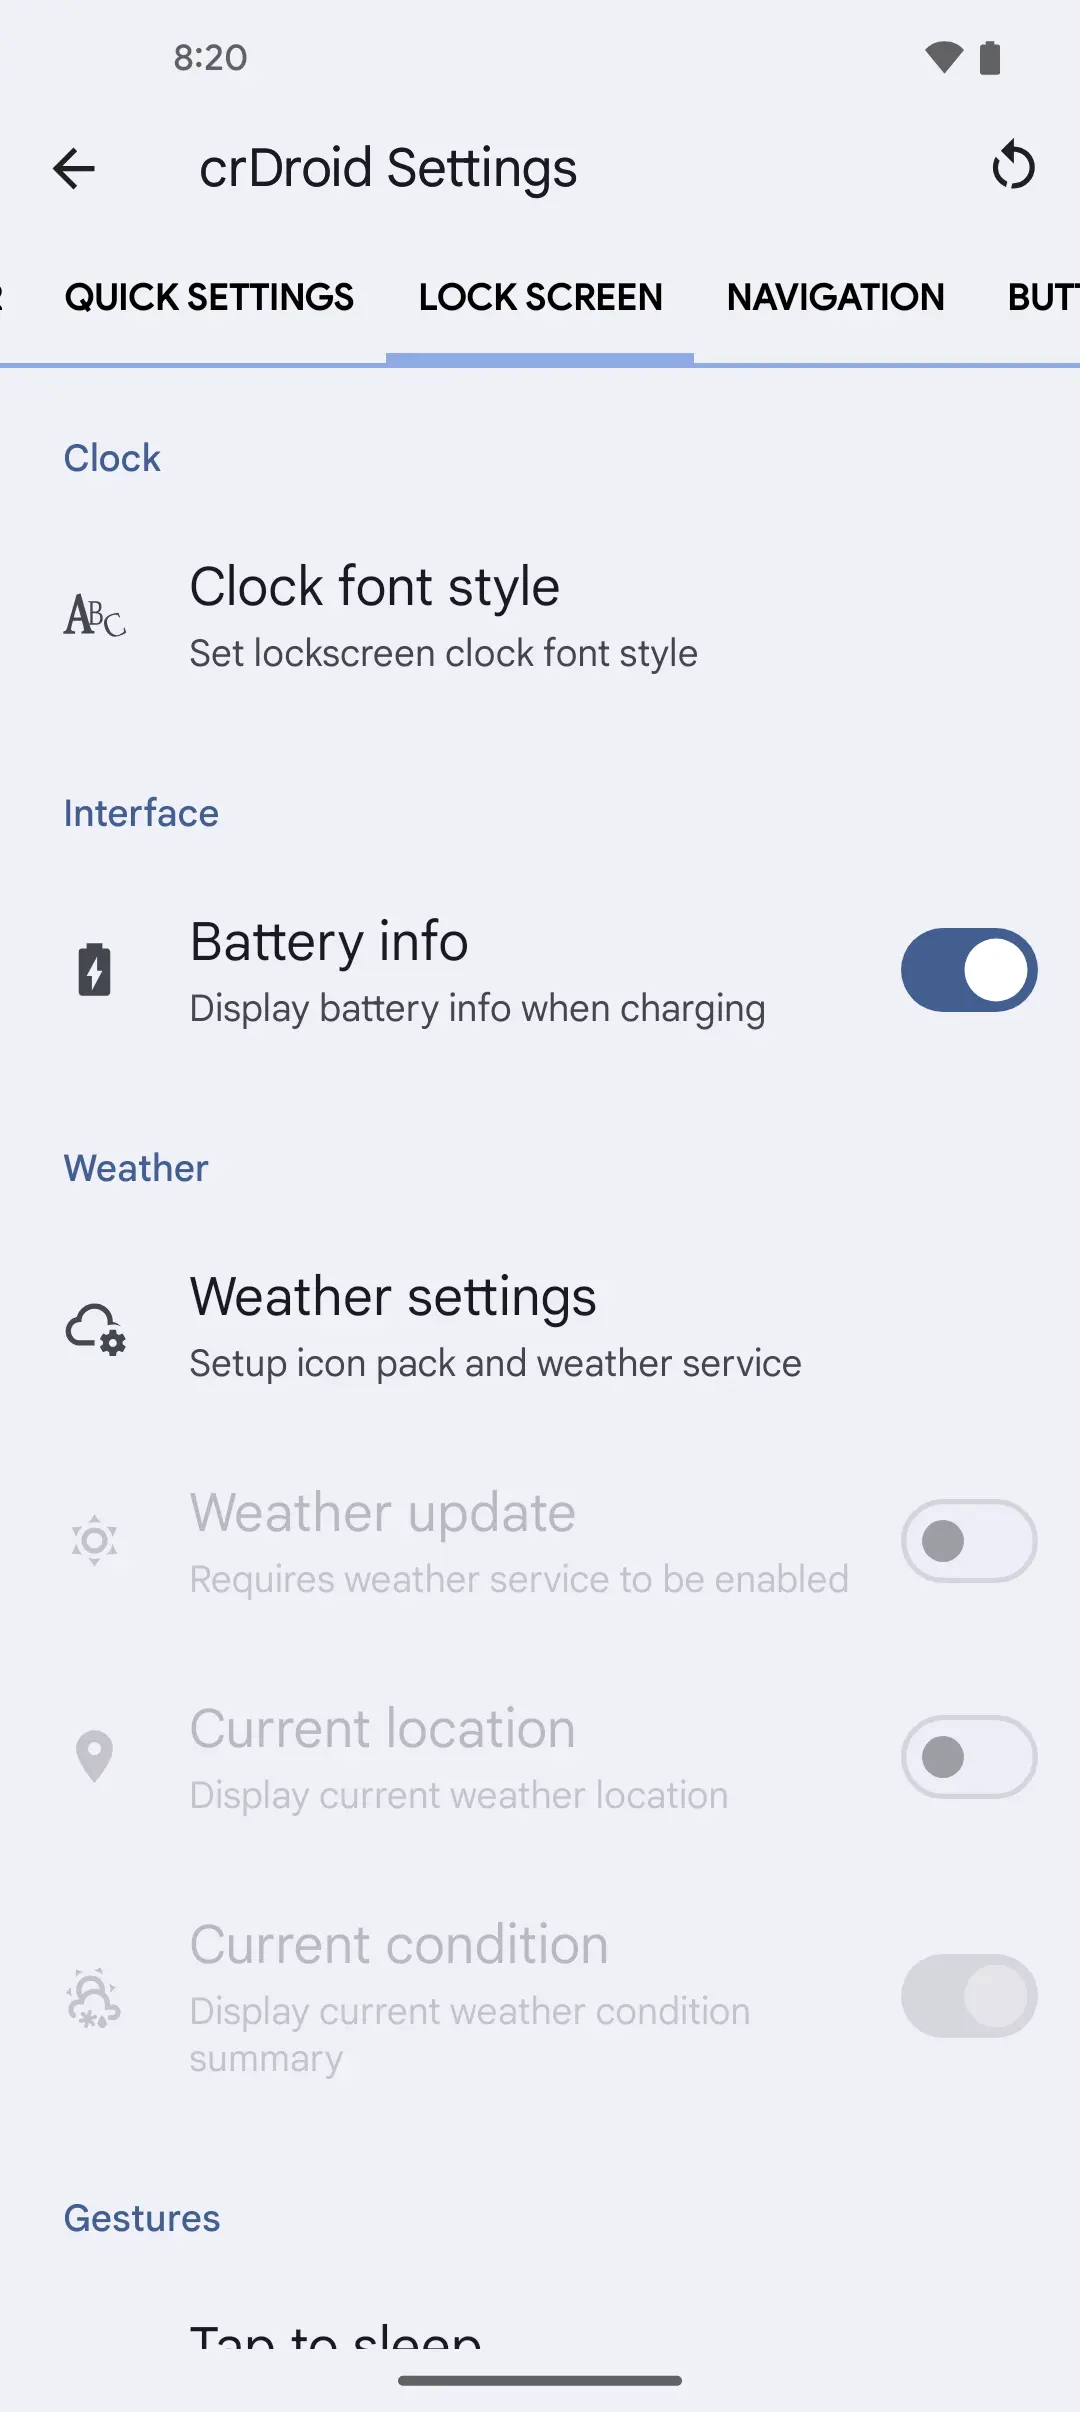 8:20
crDroid Settings
QUICK SETTINGS LOCK SCREEN NAVIGATION
Clock
ABC
Clock font style
Set lockscreen clock font style
Interface
Battery info
Display battery info when charging
Weather
Weather settings
Setup icon pack and weather service
Weather update
Requires weather service to be enabled
Current location
Display current weather location
Current condition
Display current weather condition
summary
Gestures
Tap to sleep